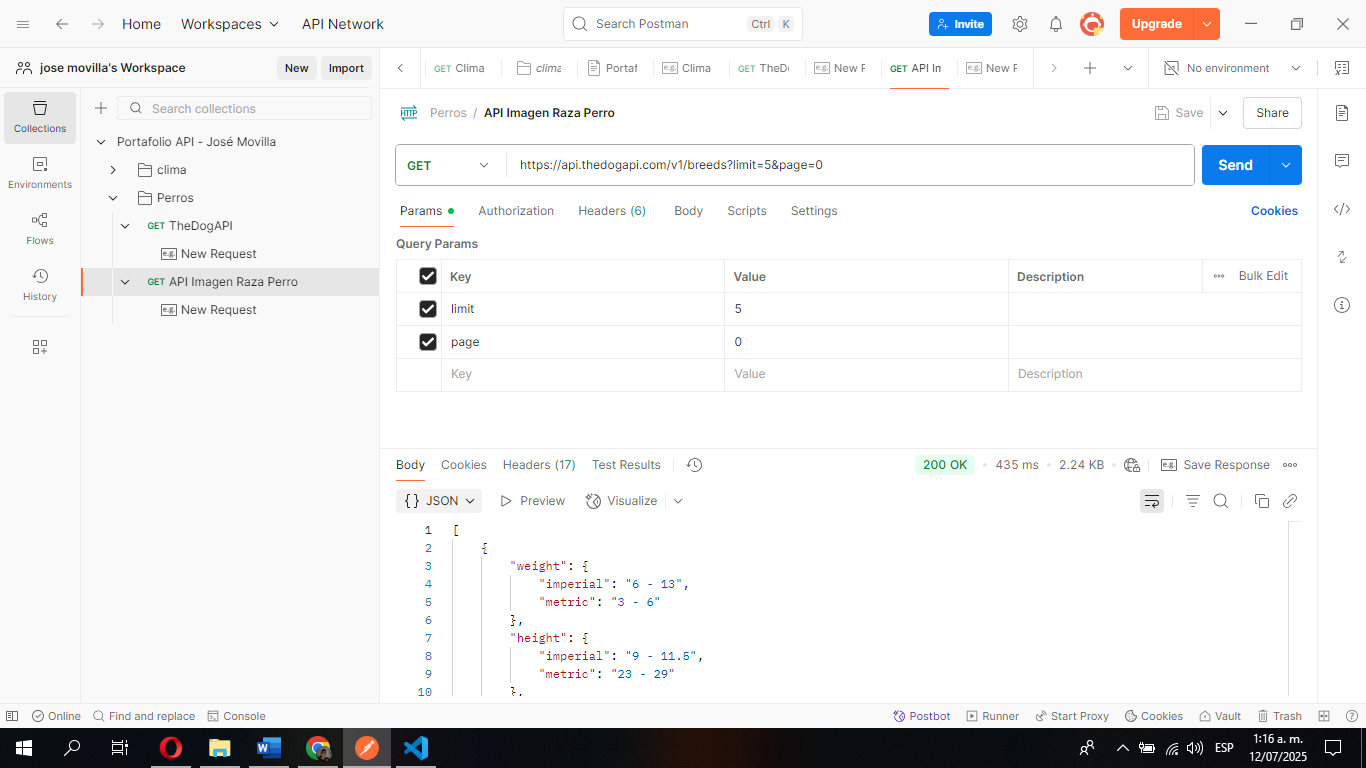 Home Workspaces API Network Search Postman Ctrl K Invite Upgrade
jose movilla's Workspace New Import
GET Clima clima Portaf Clima GET TheD New F GET API In New F No environment
Collections
Environments
Flows
History
Search collections
Portafolio API - José Movilla
clima
Perros
GET TheDogAPI
e.g. New Request
GET API Imagen Raza Perro
e.g. New Request
HTTP Perros / API Imagen Raza Perro Save Share
GET https://api.thedogapi.com/v1/breeds?limit=5&page=0 Send
Params Authorization Headers (6) Body Scripts Settings Cookies
Query Params
Key Value Description Bulk Edit
limit 5
page 0
Key Value Description
Body Cookies Headers (17) Test Results 200 OK 435 ms 2.24 KB e.g. Save Response
{} JSON Preview Visualize
1 [
2 {
3 "weight": {
4 "imperial": "6 - 13",
5 "metric": "3 - 6"
6 },
7 "height": {
8 "imperial": "9 - 11.5",
9 "metric": "23 - 29"
10 },
Online Find and replace Console Postbot Runner Start Proxy Cookies Vault Trash
ESP 1:16 a. m.
12/07/2025